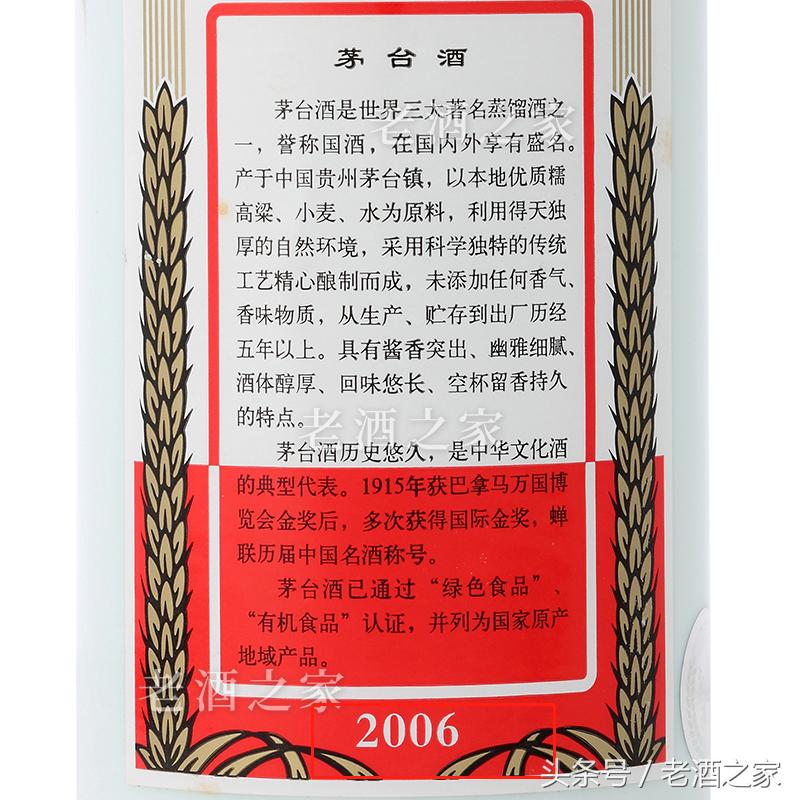 茅台酒
茅台酒是世界三大著名蒸馏酒之
一，誉称国酒，在国内外享有盛名。
产于中国贵州茅台镇，以本地优质糯
高粱、小麦、水为原料，利用得天独
厚的自然环境，采用科学独特的传统
工艺精心酿制而成，未添加任何香气、
香味物质，从生产、贮存到出厂历经
五年以上。具有酱香突出、幽雅细腻、
酒体醇厚、回味悠长、空杯留香持久
的特点。
茅台酒历史悠久，是中华文化酒
的典型代表。1915年获巴拿马万国博
览会金奖后，多次获得国际金奖，蝉
联历届中国名酒称号。
茅台酒已通过“绿色食品”、
“有机食品”认证，并列为国家原产
地域产品。
2006
老酒之家
老酒之家
老酒之家
头条号 / 老酒之家